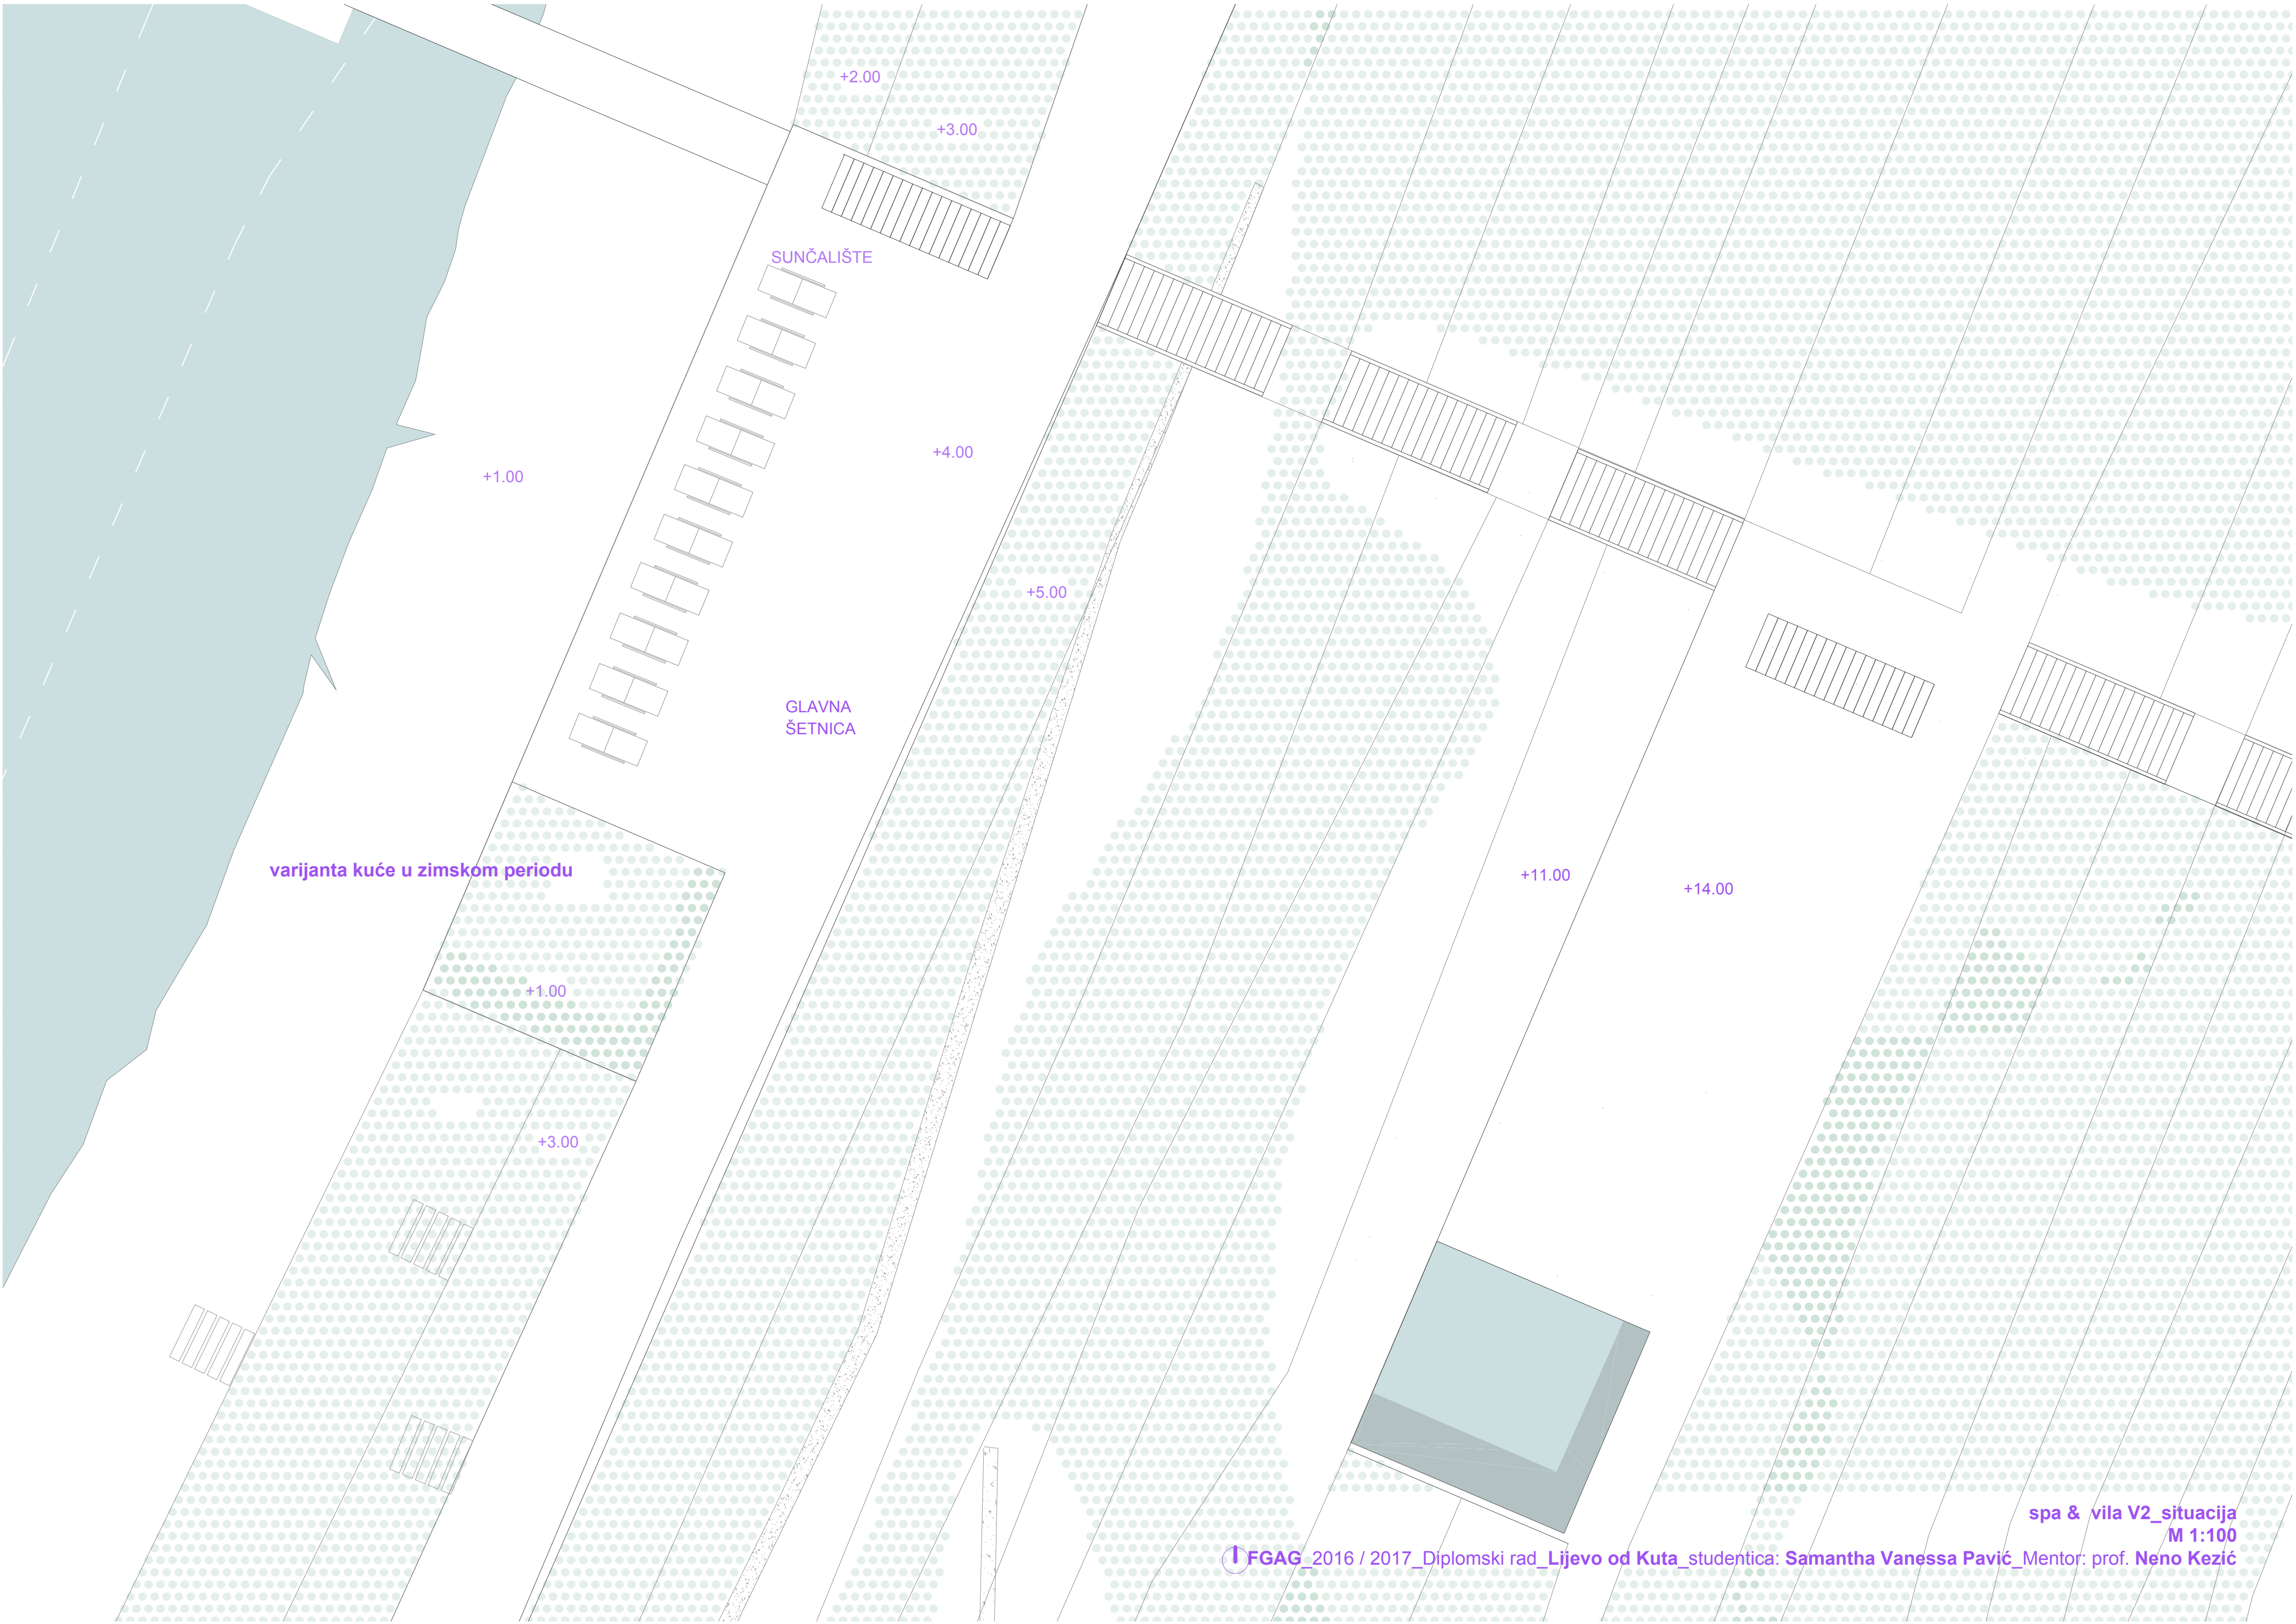 +2.00
+3.00
SUNČALIŠTE
+4.00
+1.00
+5.00
GLAVNA
ŠETNICA
varijanta kuće u zimskom periodu
+11.00
+14.00
+1.00
+3.00
spa & vila V2_situacija
M 1:100
FGAG_2016 / 2017_Diplomski rad_Lijevo od Kuta_studentica: Samantha Vanessa Pavić_Mentor: prof. Neno Kezić